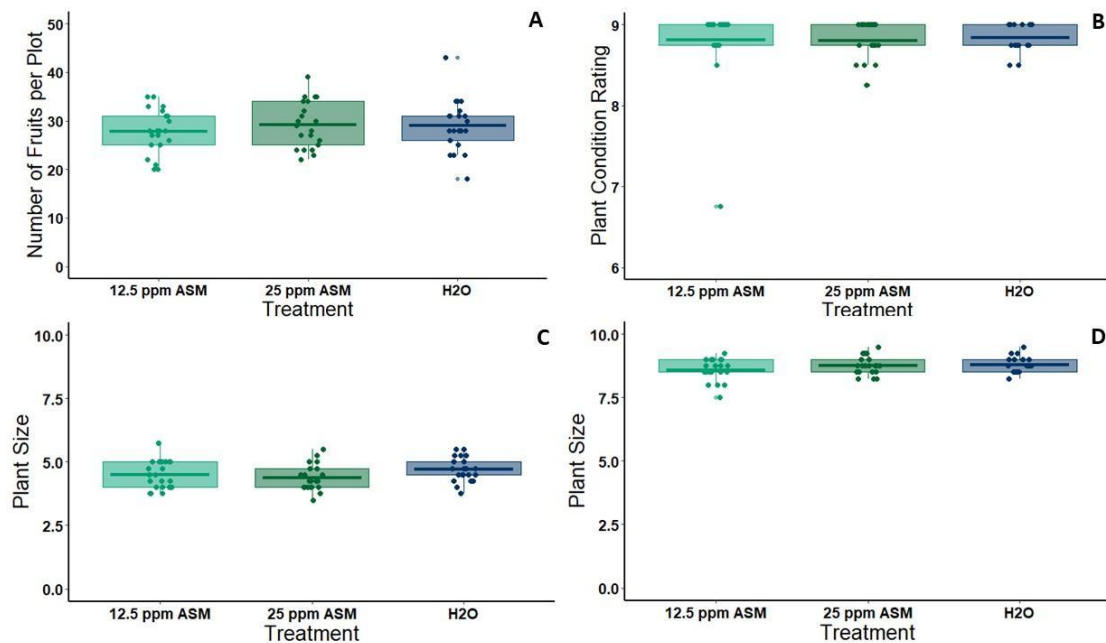 A
Number of Fruits per Plot
50
40
30
20
10
0
12.5 ppm ASM 25 ppm ASM H2O
Treatment
B
Plant Condition Rating
9
8
7
6
12.5 ppm ASM 25 ppm ASM H2O
Treatment
C
Plant Size
10.0
7.5
5.0
2.5
0.0
12.5 ppm ASM 25 ppm ASM H2O
Treatment
D
Plant Size
10.0
7.5
5.0
2.5
0.0
12.5 ppm ASM 25 ppm ASM H2O
Treatment